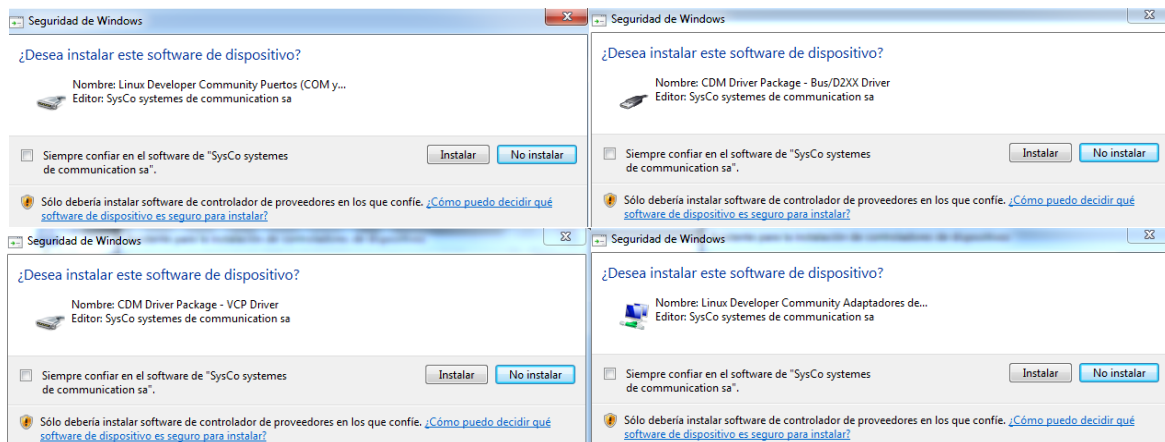 Seguridad de Windows
¿Desea instalar este software de dispositivo?
Nombre: Linux Developer Community Puertos (COM y...
Editor: SysCo systemes de communication sa
Siempre confiar en el software de "SysCo systemes
de communication sa".
Instalar
No instalar
Sólo debería instalar software de controlador de proveedores en los que confíe. ¿Cómo puedo decidir qué
software de dispositivo es seguro para instalar?
Seguridad de Windows
¿Desea instalar este software de dispositivo?
Nombre: CDM Driver Package - Bus/D2XX Driver
Editor: SysCo systemes de communication sa
Siempre confiar en el software de "SysCo systemes
de communication sa".
Instalar
No instalar
Sólo debería instalar software de controlador de proveedores en los que confíe. ¿Cómo puedo decidir qué
software de dispositivo es seguro para instalar?
Seguridad de Windows
¿Desea instalar este software de dispositivo?
Nombre: CDM Driver Package - VCP Driver
Editor: SysCo systemes de communication sa
Siempre confiar en el software de "SysCo systemes
de communication sa".
Instalar
No instalar
Sólo debería instalar software de controlador de proveedores en los que confíe. ¿Cómo puedo decidir qué
software de dispositivo es seguro para instalar?
Seguridad de Windows
¿Desea instalar este software de dispositivo?
Nombre: Linux Developer Community Adaptadores de...
Editor: SysCo systemes de communication sa
Siempre confiar en el software de "SysCo systemes
de communication sa".
Instalar
No instalar
Sólo debería instalar software de controlador de proveedores en los que confíe. ¿Cómo puedo decidir qué
software de dispositivo es seguro para instalar?